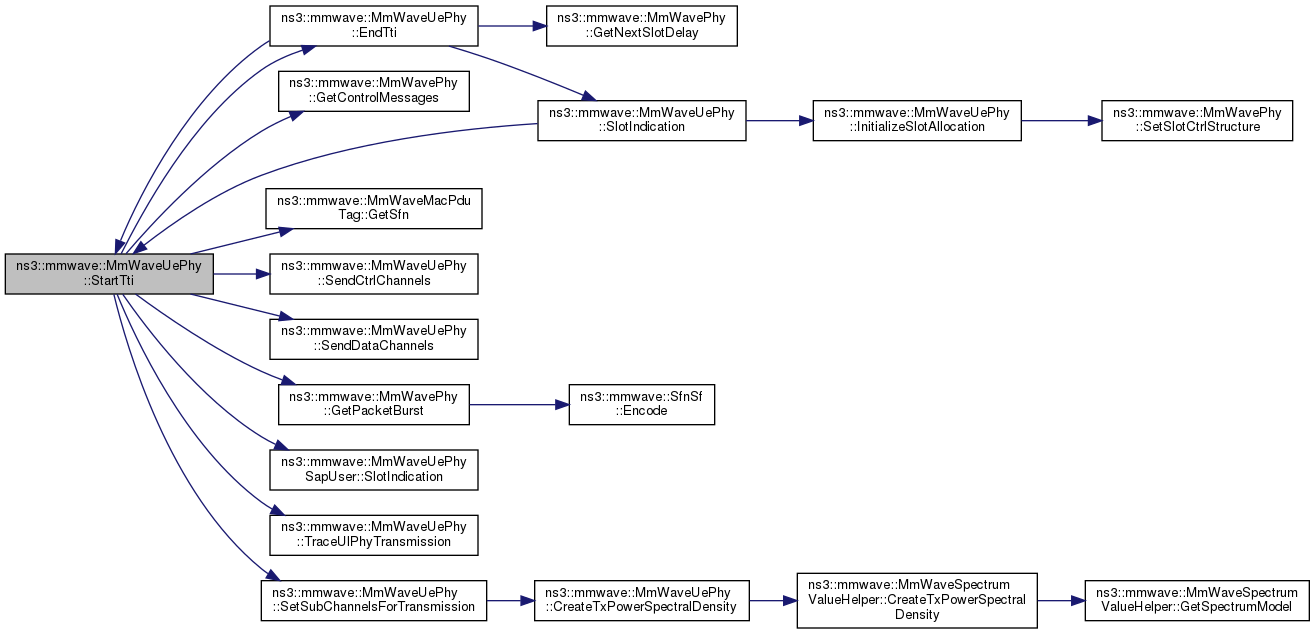 ns3::mmwave::MmWaveUePhy
::EndTti
ns3::mmwave::MmWavePhy
::GetNextSlotDelay
ns3::mmwave::MmWavePhy
::GetControlMessages
ns3::mmwave::MmWaveUePhy
::SlotIndication
ns3::mmwave::MmWaveUePhy
::InitializeSlotAllocation
ns3::mmwave::MmWavePhy
::SetSlotCtrlStructure
ns3::mmwave::MmWaveMacPdu
Tag::GetSfn
ns3::mmwave::MmWaveUePhy
::StartTti
ns3::mmwave::MmWaveUePhy
::SendCtrlChannels
ns3::mmwave::MmWaveUePhy
::SendDataChannels
ns3::mmwave::MmWavePhy
::GetPacketBurst
ns3::mmwave::SfnSf
::Encode
ns3::mmwave::MmWaveUePhy
SapUser::SlotIndication
ns3::mmwave::MmWaveUePhy
::TraceUlPhyTransmission
ns3::mmwave::MmWaveUePhy
::SetSubChannelsForTransmission
ns3::mmwave::MmWaveUePhy
::CreateTxPowerSpectralDensity
ns3::mmwave::MmWaveSpectrum
ValueHelper::CreateTxPowerSpectral
Density
ns3::mmwave::MmWaveSpectrum
ValueHelper::GetSpectrumModel